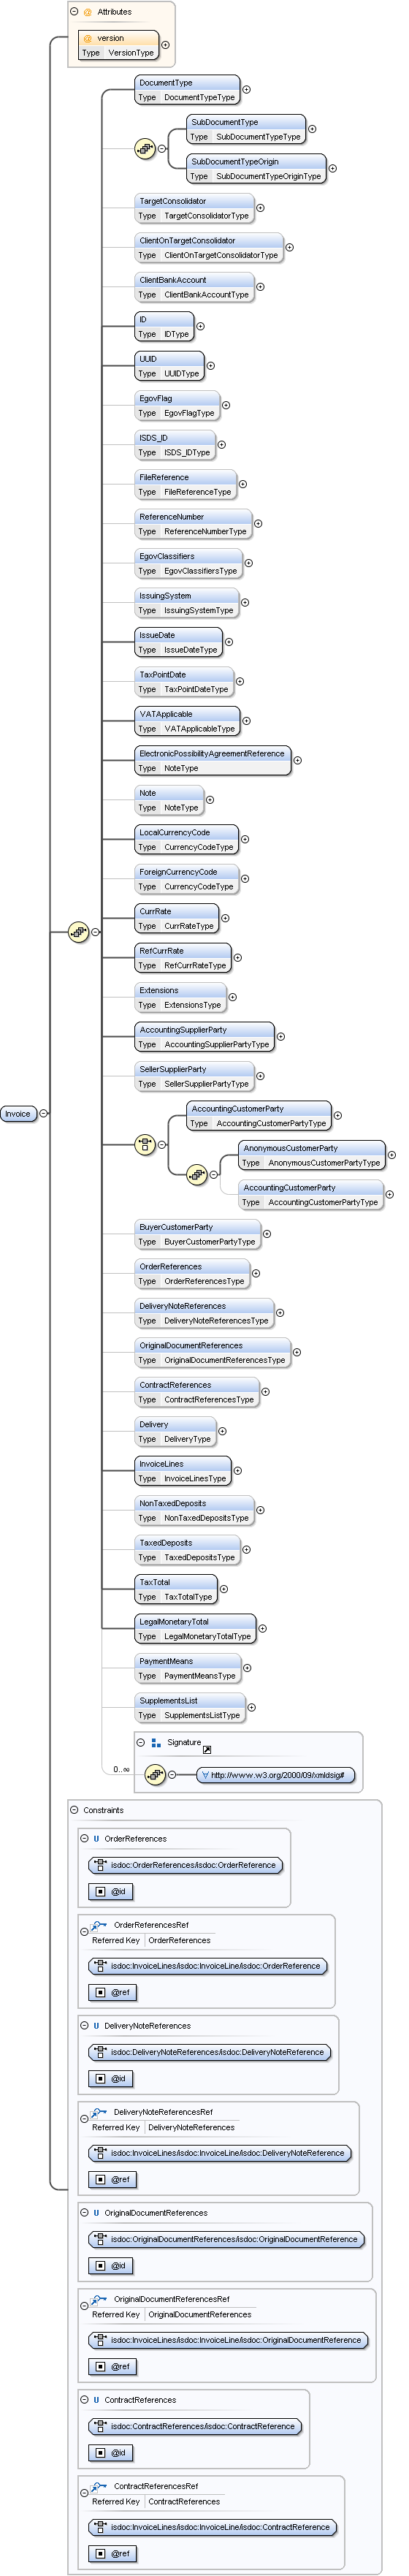 Attributes
@ version
Type VersionType
DocumentType
Type DocumentTypeType
SubDocumentType
Type SubDocumentTypeType
SubDocumentTypeOrigin
Type SubDocumentTypeOriginType
TargetConsolidator
Type TargetConsolidatorType
ClientOnTargetConsolidator
Type ClientOnTargetConsolidatorType
ClientBankAccount
Type ClientBankAccountType
ID
Type IDType
UUID
Type UUIDType
EgovFlag
Type EgovFlagType
ISDS_ID
Type ISDS_IDType
FileReference
Type FileReferenceType
ReferenceNumber
Type ReferenceNumberType
EgovClassifiers
Type EgovClassifiersType
IssuingSystem
Type IssuingSystemType
IssueDate
Type IssueDateType
TaxPointDate
Type TaxPointDateType
VATApplicable
Type VATApplicableType
ElectronicPossibilityAgreementReference
Type NoteType
Note
Type NoteType
LocalCurrencyCode
Type CurrencyCodeType
ForeignCurrencyCode
Type CurrencyCodeType
CurrRate
Type CurrRateType
RefCurrRate
Type RefCurrRateType
Extensions
Type ExtensionsType
AccountingSupplierParty
Type AccountingSupplierPartyType
SellerSupplierParty
Type SellerSupplierPartyType
Invoice
AccountingCustomerParty
Type AccountingCustomerPartyType
AnonymousCustomerParty
Type AnonymousCustomerPartyType
AccountingCustomerParty
Type AccountingCustomerPartyType
BuyerCustomerParty
Type BuyerCustomerPartyType
OrderReferences
Type OrderReferencesType
DeliveryNoteReferences
Type DeliveryNoteReferencesType
OriginalDocumentReferences
Type OriginalDocumentReferencesType
ContractReferences
Type ContractReferencesType
Delivery
Type DeliveryType
InvoiceLines
Type InvoiceLinesType
NonTaxedDeposits
Type NonTaxedDepositsType
TaxedDeposits
Type TaxedDepositsType
TaxTotal
Type TaxTotalType
LegalMonetaryTotal
Type LegalMonetaryTotalType
PaymentMeans
Type PaymentMeansType
SupplementsList
Type SupplementsListType
Signature
0..∞
http://www.w3.org/2000/09/xmldsig#
Constraints
U OrderReferences
isdoc:OrderReferences/isdoc:OrderReference
@id
OrderReferencesRef
Referred Key OrderReferences
isdoc:InvoiceLines/isdoc:InvoiceLine/isdoc:OrderReference
@ref
U DeliveryNoteReferences
isdoc:DeliveryNoteReferences/isdoc:DeliveryNoteReference
@id
DeliveryNoteReferencesRef
Referred Key DeliveryNoteReferences
isdoc:InvoiceLines/isdoc:InvoiceLine/isdoc:DeliveryNoteReference
@ref
U OriginalDocumentReferences
isdoc:OriginalDocumentReferences/isdoc:OriginalDocumentReference
@id
OriginalDocumentReferencesRef
Referred Key OriginalDocumentReferences
isdoc:InvoiceLines/isdoc:InvoiceLine/isdoc:OriginalDocumentReference
@ref
U ContractReferences
isdoc:ContractReferences/isdoc:ContractReference
@id
ContractReferencesRef
Referred Key ContractReferences
isdoc:InvoiceLines/isdoc:InvoiceLine/isdoc:ContractReference
@ref